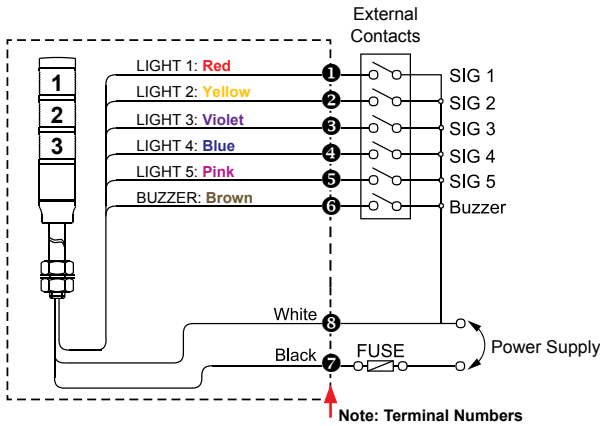 External
Contacts
LIGHT 1: Red
1
SIG 1
LIGHT 2: Yellow
2
SIG 2
LIGHT 3: Violet
3
SIG 3
LIGHT 4: Blue
4
SIG 4
LIGHT 5: Pink
5
SIG 5
BUZZER: Brown
6
Buzzer
1
2
3
White
8
Black
7
FUSE
Power Supply
Note: Terminal Numbers